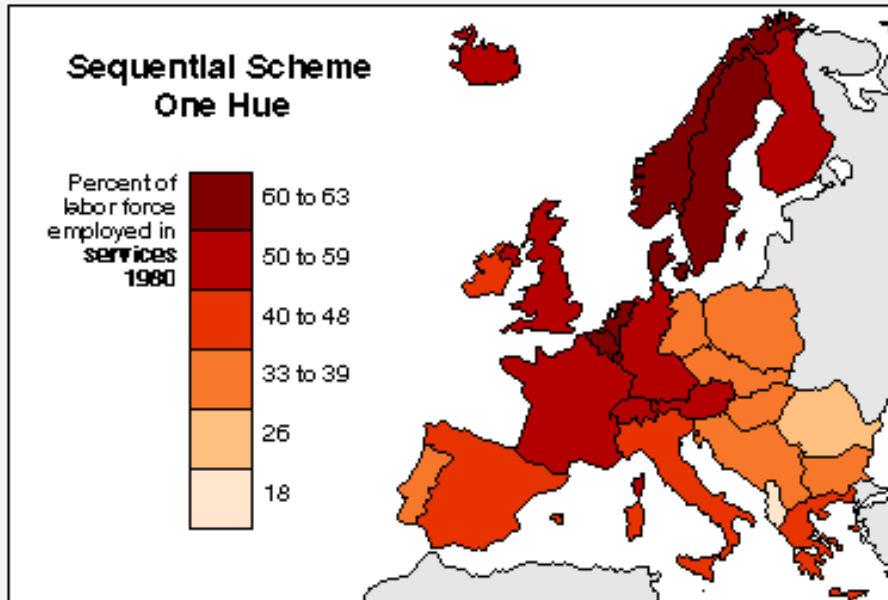 Sequential Scheme
One Hue
Percent of
labor force
employed in
services
1980
60 to 63
50 to 59
40 to 48
33 to 39
26
18